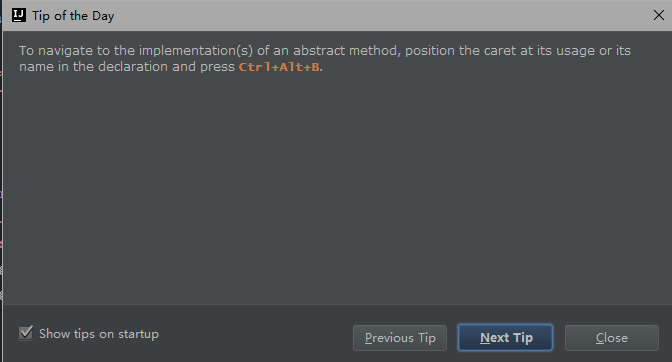 IJ Tip of the Day
To navigate to the implementation(s) of an abstract method, position the caret at its usage or its
name in the declaration and press Ctrl+Alt+B.
Show tips on startup
Previous Tip
Next Tip
Close